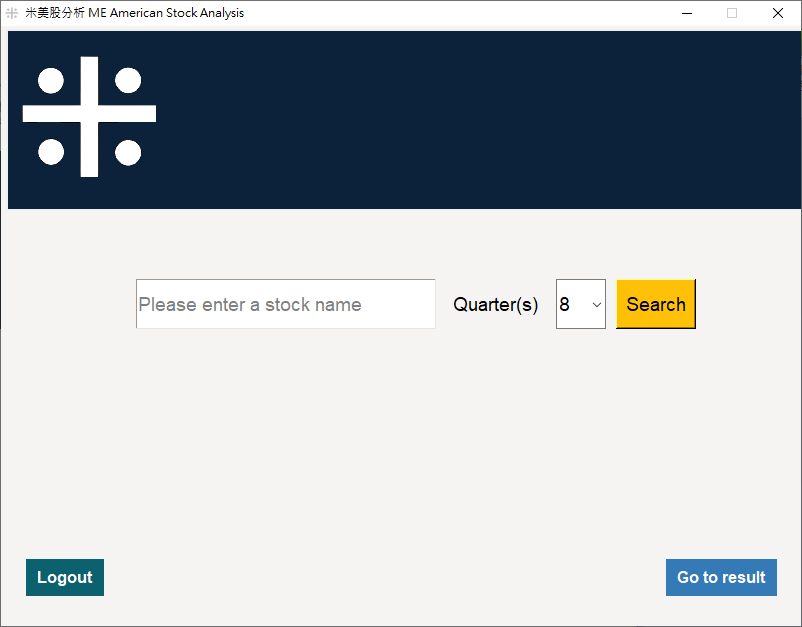 米美股分析 ME American Stock Analysis
Please enter a stock name Quarter(s) 8 Search
Logout Go to result